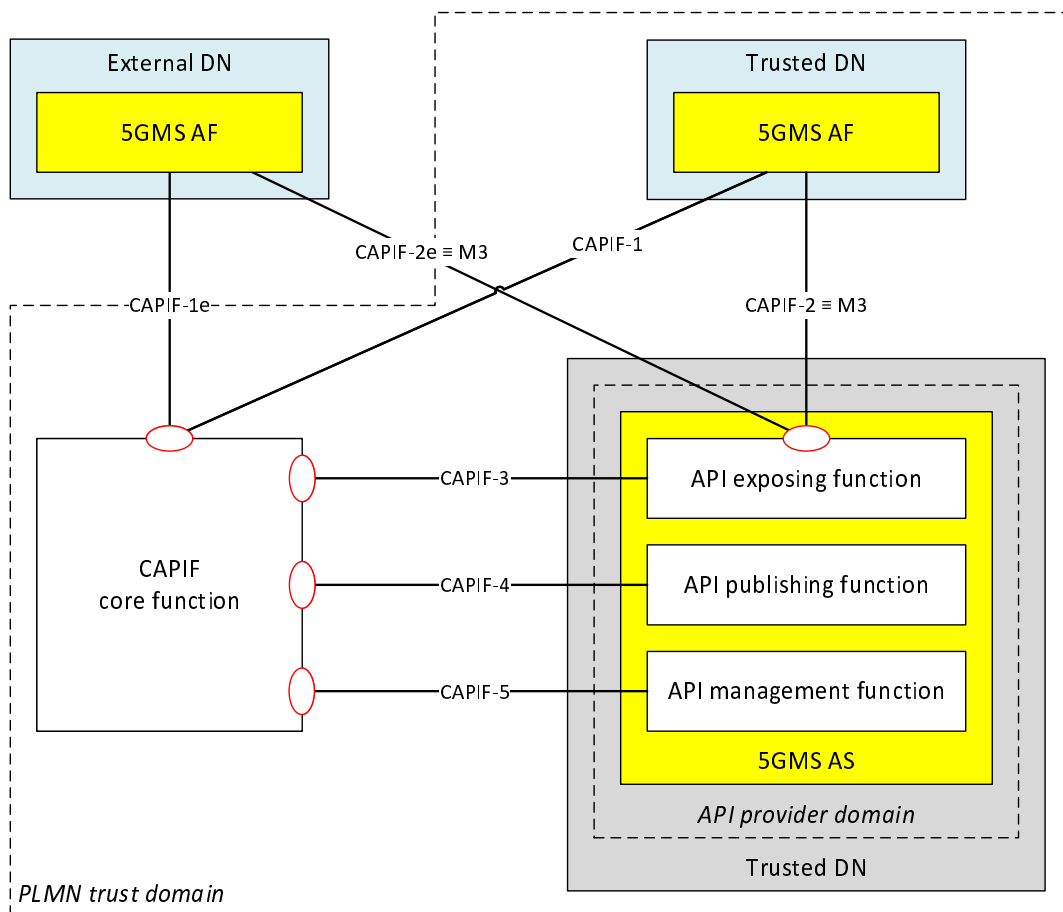 External DN
5GMS AF
Trusted DN
5GMS AF
CAPIF-2e ≡ M3
CAPIF-1
CAPIF-1e
CAPIF-2 ≡ M3
CAPIF
core function
CAPIF-3
CAPIF-4
CAPIF-5
API exposing function
API publishing function
API management function
5GMS AS
API provider domain
Trusted DN
PLMN trust domain